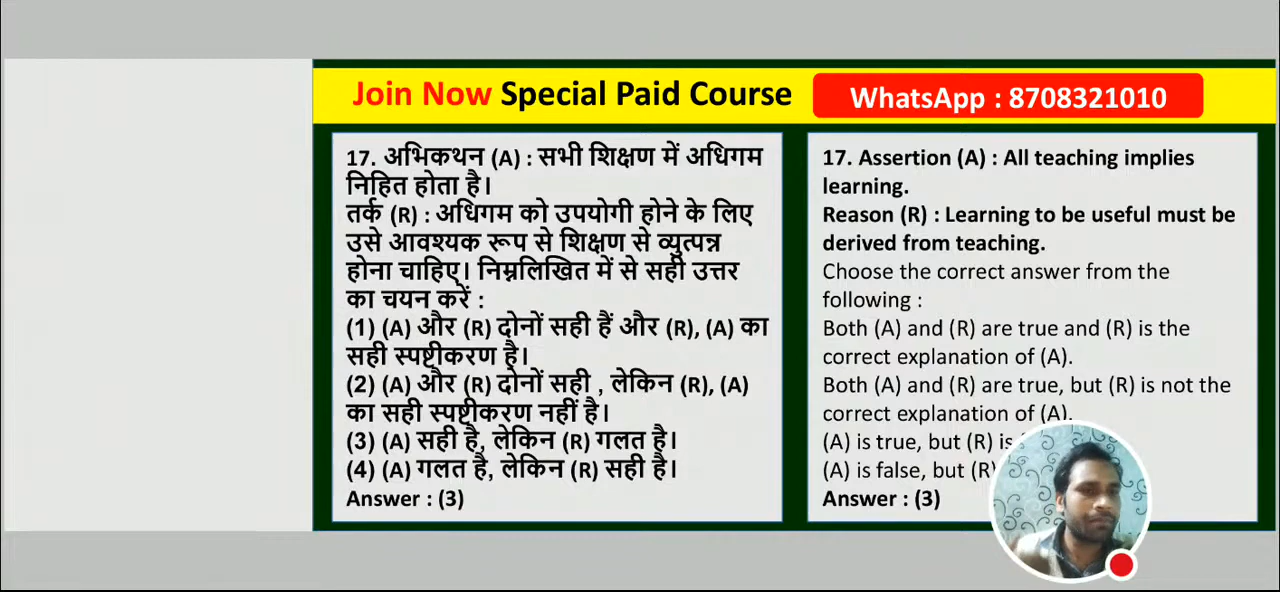 Join Now Special Paid Course
WhatsApp : 8708321010
17. अभिकथन (A) : सभी शिक्षण में अधिगम
निहित होता है।
तर्क (R) : अधिगम को उपयोगी होने के लिए
उसे आवश्यक रूप से शिक्षण से व्युत्पन्न
होना चाहिए। निम्नलिखित में से सही उत्तर
का चयन करें :
(1) (A) और (R) दोनों सही हैं और (R), (A) का
सही स्पष्टीकरण है।
(2) (A) और (R) दोनों सही , लेकिन (R), (A)
का सही स्पष्टीकरण नहीं है।
(3) (A) सही है, लेकिन (R) गलत है।
(4) (A) गलत है, लेकिन (R) सही है।
Answer : (3)
17. Assertion (A) : All teaching implies
learning.
Reason (R) : Learning to be useful must be
derived from teaching.
Choose the correct answer from the
following :
Both (A) and (R) are true and (R) is the
correct explanation of (A).
Both (A) and (R) are true, but (R) is not the
correct explanation of (A).
(A) is true, but (R) is
(A) is false, but (R)
Answer : (3)